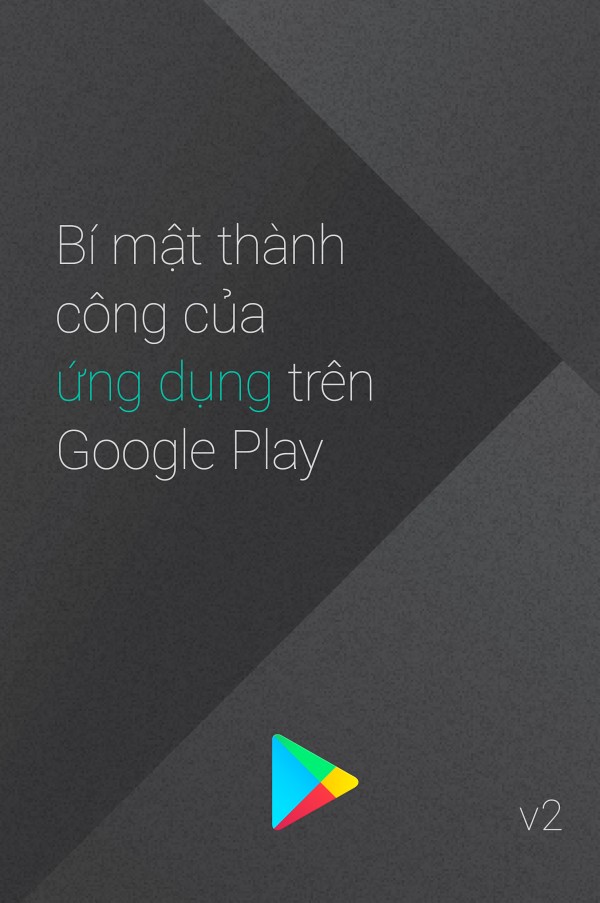 Bí mật thành
công của
ứng dụng trên
Google Play
v2